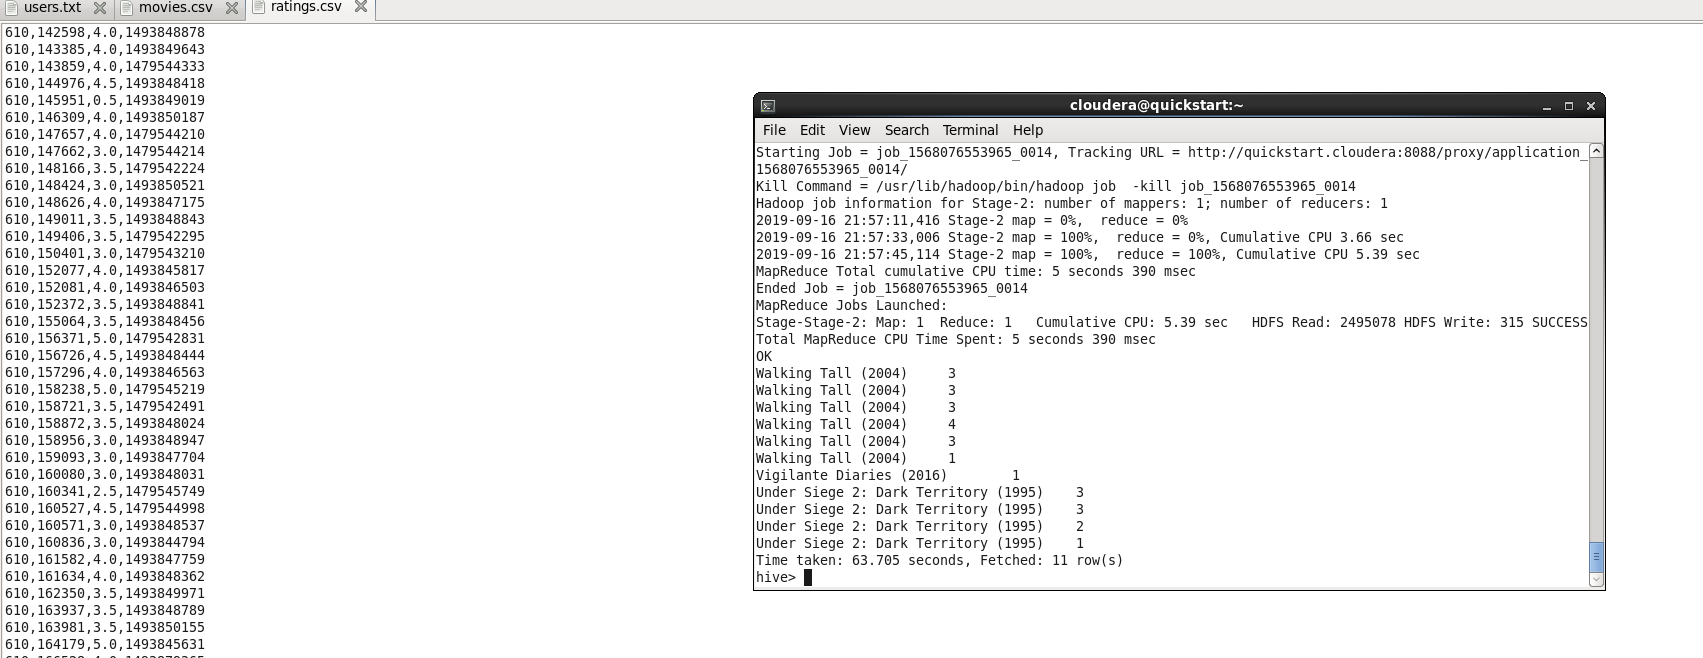 users.txt
movies.csv
ratings.csv
610,142598,4.0,1493848878
610,143385,4.0,1493849643
610,143859,4.0,1479544333
610,144976,4.5,1493848418
610,145951,0.5,1493849019
610,146309,4.0,1493850187
610,147657,4.0,1479544210
610,147662,3.0,1479544214
610,148166,3.5,1479542224
610,148424,3.0,1493850521
610,148626,4.0,1493847175
610,149011,3.5,1493848843
610,149406,3.5,1479542295
610,150401,3.0,1479543210
610,152077,4.0,1493845817
610,152081,4.0,1493846503
610,152372,3.5,1493848841
610,155064,3.5,1493848456
610,156371,5.0,1479542831
610,156726,4.5,1493848444
610,157296,4.0,1493846563
610,158238,5.0,1479545219
610,158721,3.5,1479542491
610,158872,3.5,1493848024
610,158956,3.0,1493848947
610,159093,3.0,1493847704
610,160080,3.0,1493848031
610,160341,2.5,1479545749
610,160527,4.5,1479544998
610,160571,3.0,1493848537
610,160836,3.0,1493844794
610,161582,4.0,1493847759
610,161634,4.0,1493848362
610,162350,3.5,1493849971
610,163937,3.5,1493848789
610,163981,3.5,1493850155
610,164179,5.0,1493845631
cloudera@quickstart:~
File Edit View Search Terminal Help
Starting Job = job_1568076553965_0014, Tracking URL = http://quickstart.cloudera:8088/proxy/application_
1568076553965_0014/
Kill Command = /usr/lib/hadoop/bin/hadoop job  -kill job_1568076553965_0014
Hadoop job information for Stage-2: number of mappers: 1; number of reducers: 1
2019-09-16 21:57:11,416 Stage-2 map = 0%,  reduce = 0%
2019-09-16 21:57:33,006 Stage-2 map = 100%,  reduce = 0%, Cumulative CPU 3.66 sec
2019-09-16 21:57:45,114 Stage-2 map = 100%,  reduce = 100%, Cumulative CPU 5.39 sec
MapReduce Total cumulative CPU time: 5 seconds 390 msec
Ended Job = job_1568076553965_0014
MapReduce Jobs Launched:
Stage-Stage-2: Map: 1  Reduce: 1   Cumulative CPU: 5.39 sec   HDFS Read: 2495078 HDFS Write: 315 SUCCESS
Total MapReduce CPU Time Spent: 5 seconds 390 msec
OK
Walking Tall (2004)     3
Walking Tall (2004)     3
Walking Tall (2004)     3
Walking Tall (2004)     4
Walking Tall (2004)     3
Walking Tall (2004)     1
Vigilante Diaries (2016)        1
Under Siege 2: Dark Territory (1995)    3
Under Siege 2: Dark Territory (1995)    3
Under Siege 2: Dark Territory (1995)    2
Under Siege 2: Dark Territory (1995)    1
Time taken: 63.705 seconds, Fetched: 11 row(s)
hive>